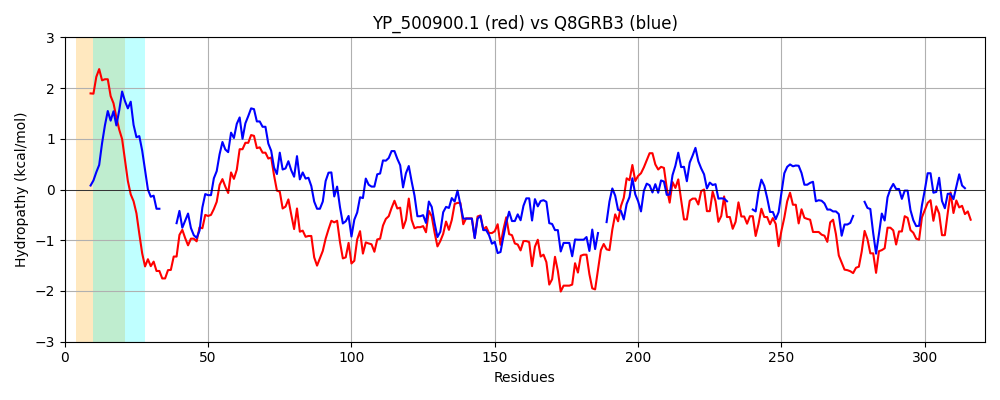 YP_500900.1 (red) vs Q8GRB3 (blue)
3
2
1
0
−1
−2
−3
Hydropathy (kcal/mol)
0 50 100 150 200 250 300
Residues